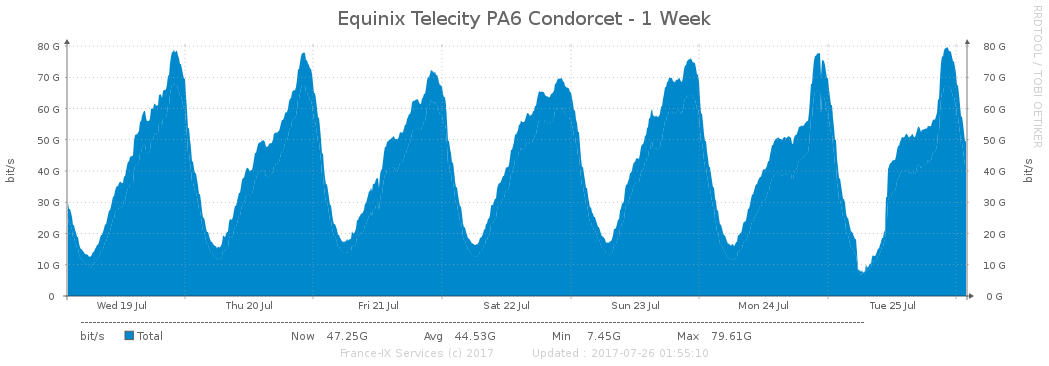 Equinix Telecity PA6 Condorcet - 1 Week
RRDTOOL / TOBI OETIKER
80 G 80 G
70 G 70 G
60 G 60 G
50 G 50 G
40 G 40 G
30 G 30 G
20 G 20 G
10 G 10 G
0 0 G
bit/s
bit/s
Wed 19 Jul Thu 20 Jul Fri 21 Jul Sat 22 Jul Sun 23 Jul Mon 24 Jul Tue 25 Jul
bit/s Total Now 47.25G Avg 44.53G Min 7.45G Max 79.61G
France-IX Services (c) 2017 Updated : 2017-07-26 01:55:10